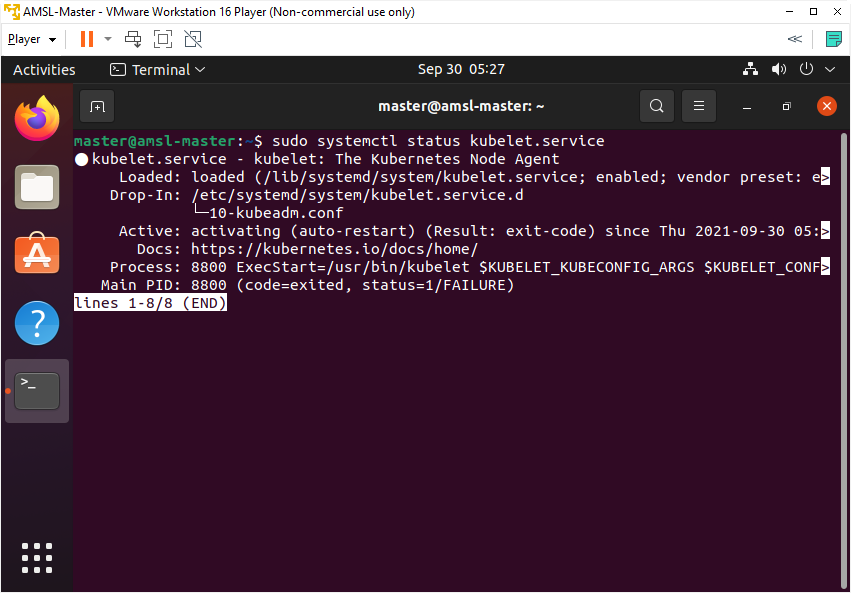 AMSL-Master - VMware Workstation 16 Player (Non-commercial use only)
Player
Activities
Terminal
Sep 30 05:27
master@amsl-master: ~
master@amsl-master:~$ sudo systemctl status kubelet.service
● kubelet.service - kubelet: The Kubernetes Node Agent
Loaded: loaded (/lib/systemd/system/kubelet.service; enabled; vendor preset: e>
Drop-In: /etc/systemd/system/kubelet.service.d
└─10-kubeadm.conf
Active: activating (auto-restart) (Result: exit-code) since Thu 2021-09-30 05:>
Docs: https://kubernetes.io/docs/home/
Process: 8800 ExecStart=/usr/bin/kubelet $KUBELET_KUBECONFIG_ARGS $KUBELET_CONF>
Main PID: 8800 (code=exited, status=1/FAILURE)
lines 1-8/8 (END)